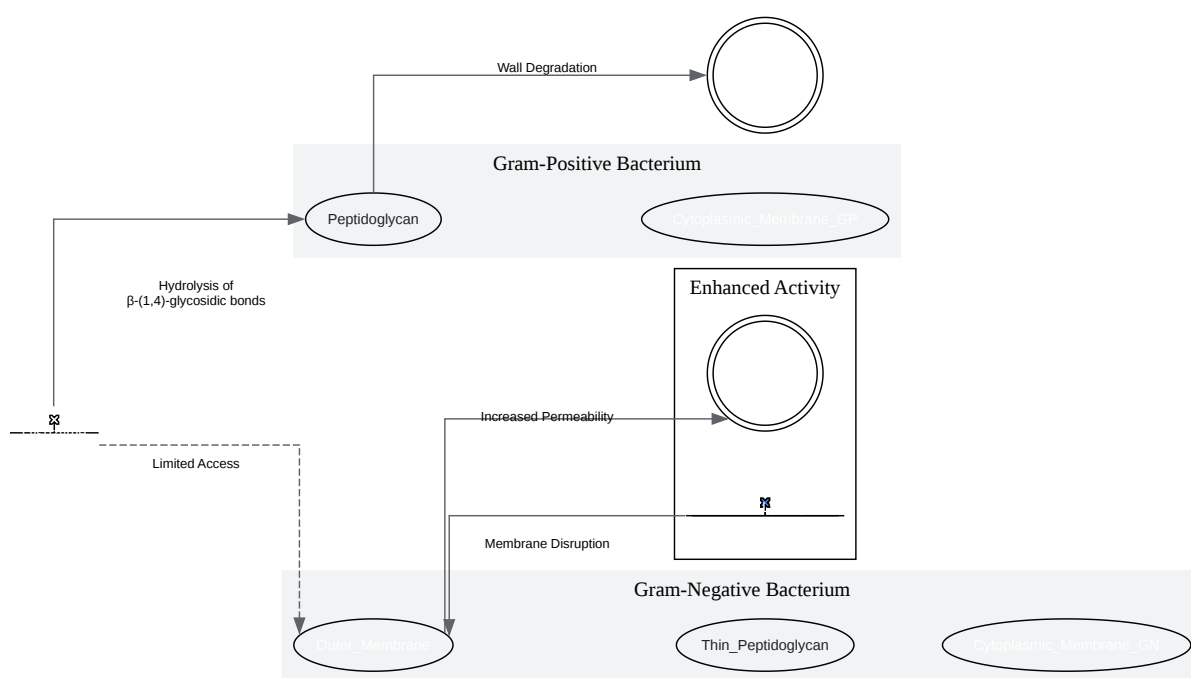 Wall Degradation
Gram-Positive Bacterium
Peptidoglycan
Cytoplasmic_Membrane_GP
Hydrolysis of
β-(1,4)-glycosidic bonds
Enhanced Activity
Increased Permeability
Limited Access
Membrane Disruption
Gram-Negative Bacterium
Outer_Membrane
Thin_Peptidoglycan
Cytoplasmic_Membrane_GN